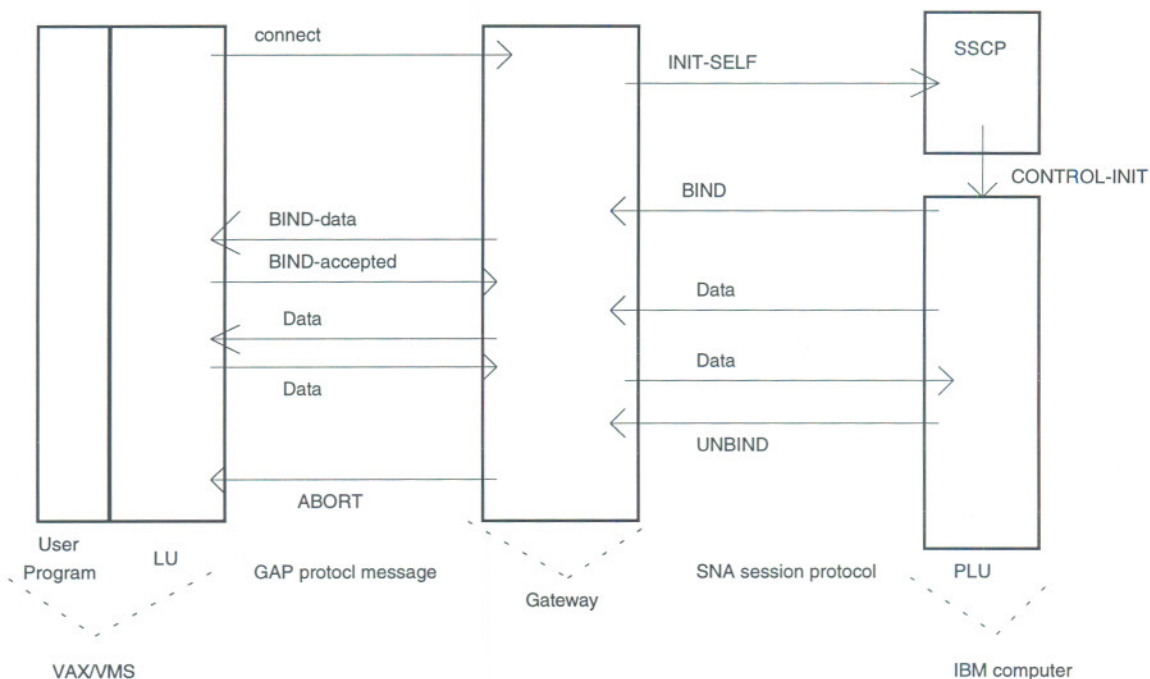 connect
SSCP
INIT-SELF
CONTROL-INIT
BIND
BIND-data
BIND-accepted
Data
Data
Data
Data
UNBIND
ABORT
User
Program
LU
GAP protocl message
Gateway
SNA session protocol
PLU
VAX/VMS
IBM computer